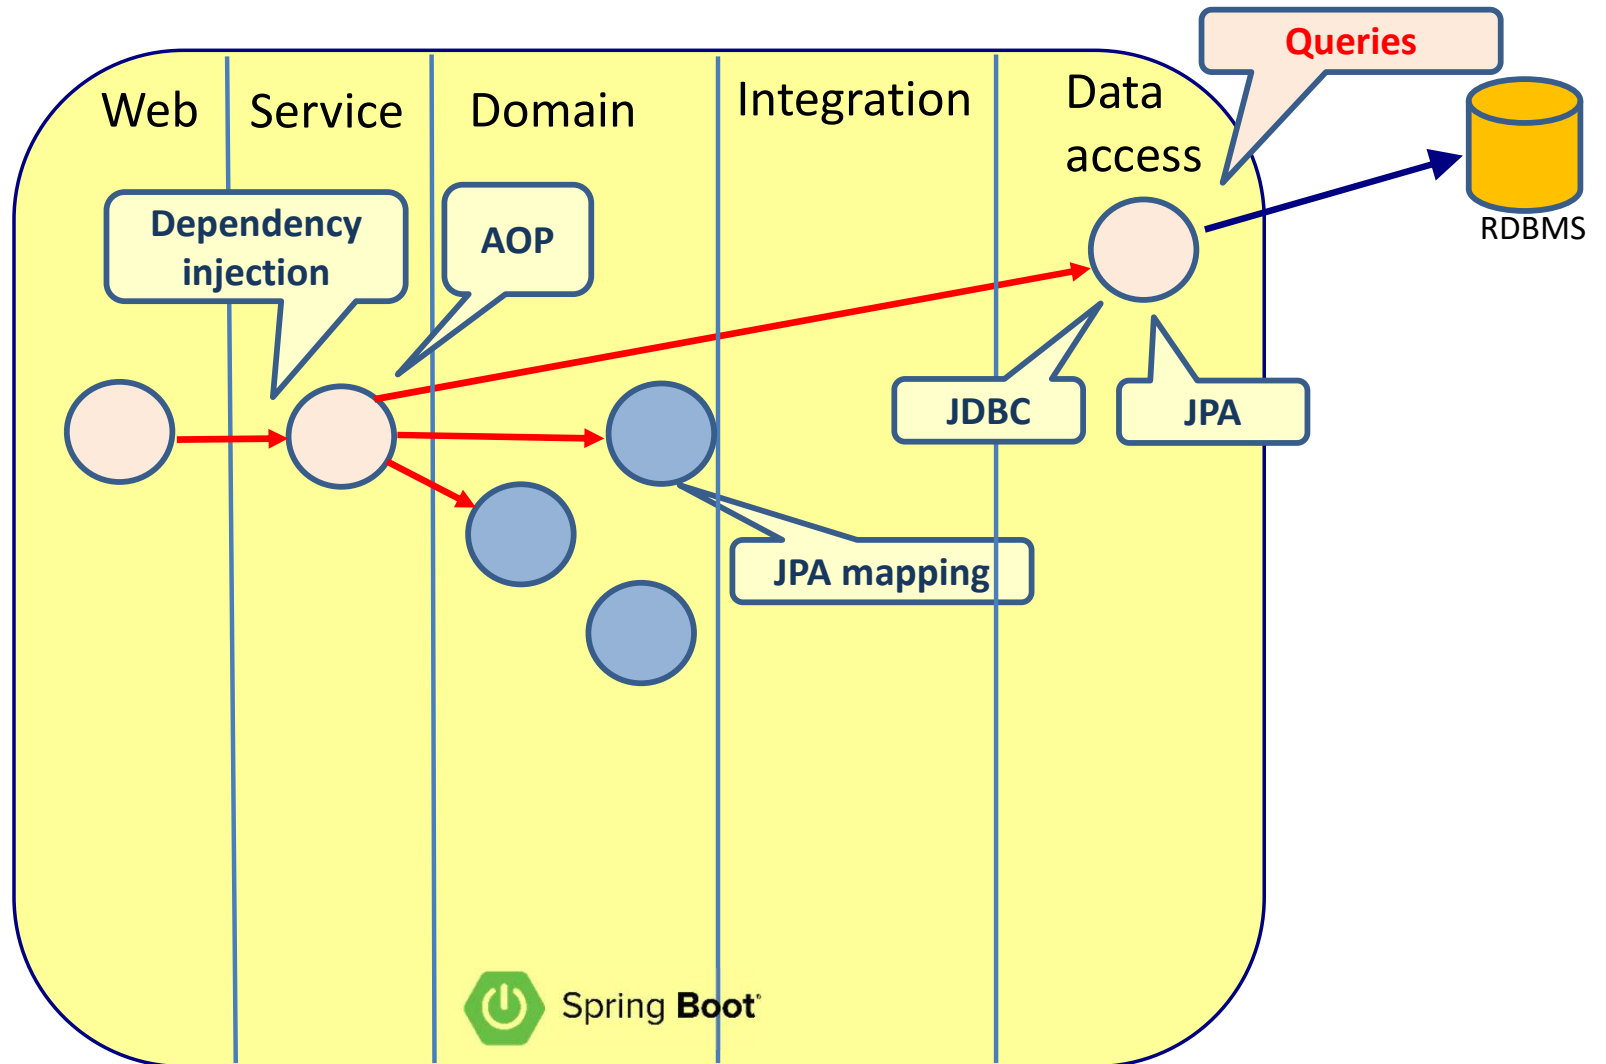 Queries
Web
Service
Domain
Integration
Data
access
RDBMS
Dependency
injection
AOP
JDBC
JPA
JPA mapping
Spring Boot